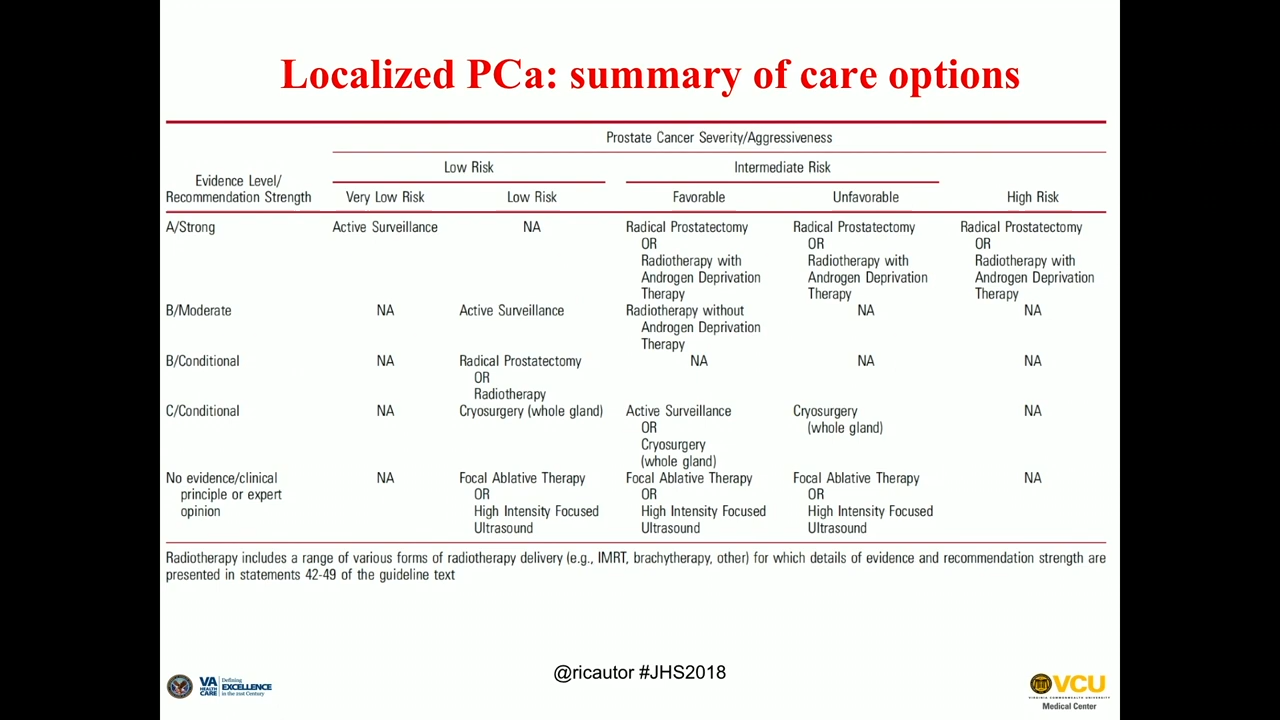 Localized PCa: summary of care options
Prostate Cancer Severity/Aggressiveness
Low Risk Intermediate Risk
Evidence Level/
Recommendation Strength Very Low Risk Low Risk Favorable Unfavorable High Risk
A/Strong Active Surveillance NA Radical Prostatectomy Radical Prostatectomy Radical Prostatectomy
OR OR OR
Radiotherapy with Radiotherapy with Radiotherapy with
Androgen Deprivation Androgen Deprivation Androgen Deprivation
Therapy Therapy Therapy
B/Moderate NA Active Surveillance Radiotherapy without NA NA
Androgen Deprivation
Therapy
B/Conditional NA Radical Prostatectomy NA NA NA
OR
Radiotherapy
C/Conditional NA Cryosurgery (whole gland) Active Surveillance Cryosurgery NA
OR (whole gland)
Cryosurgery
(whole gland)
No evidence/clinical NA Focal Ablative Therapy Focal Ablative Therapy Focal Ablative Therapy NA
principle or expert OR OR OR
opinion High Intensity Focused High Intensity Focused High Intensity Focused
Ultrasound Ultrasound Ultrasound
Radiotherapy includes a range of various forms of radiotherapy delivery (e.g., IMRT, brachytherapy, other) for which details of evidence and recommendation strength are
presented in statements 42-49 of the guideline text
@ricautor #JHS2018
VA
HEALTH
CARE
Defining
EXCELLENCE
in the 21st Century
VCU
VIRGINIA COMMONWEALTH UNIVERSITY
Medical Center